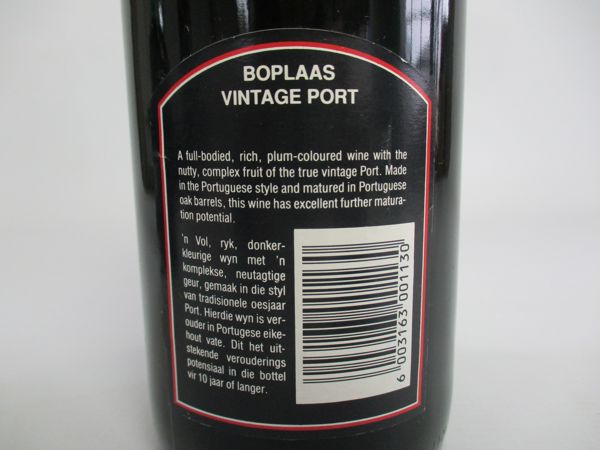 BOPLAAS
VINTAGE PORT
A full-bodied, rich, plum-coloured wine with the
nutty, complex fruit of the true vintage Port. Made
in the Portuguese style and matured in Portuguese
oak barrels, this wine has excellent further matura-
tion potential.
'n Vol, ryk, donker-
kleurige wyn met 'n
komplekse, neutagtige
geur, gemaak in die styl
van tradisionele oesjaar
Port. Hierdie wyn is ver-
ouder in Portugese eike-
hout vate. Dit het uit-
stekende verouderings
potensiaal in die bottel
vir 10 jaar of langer.
6 003163 001130